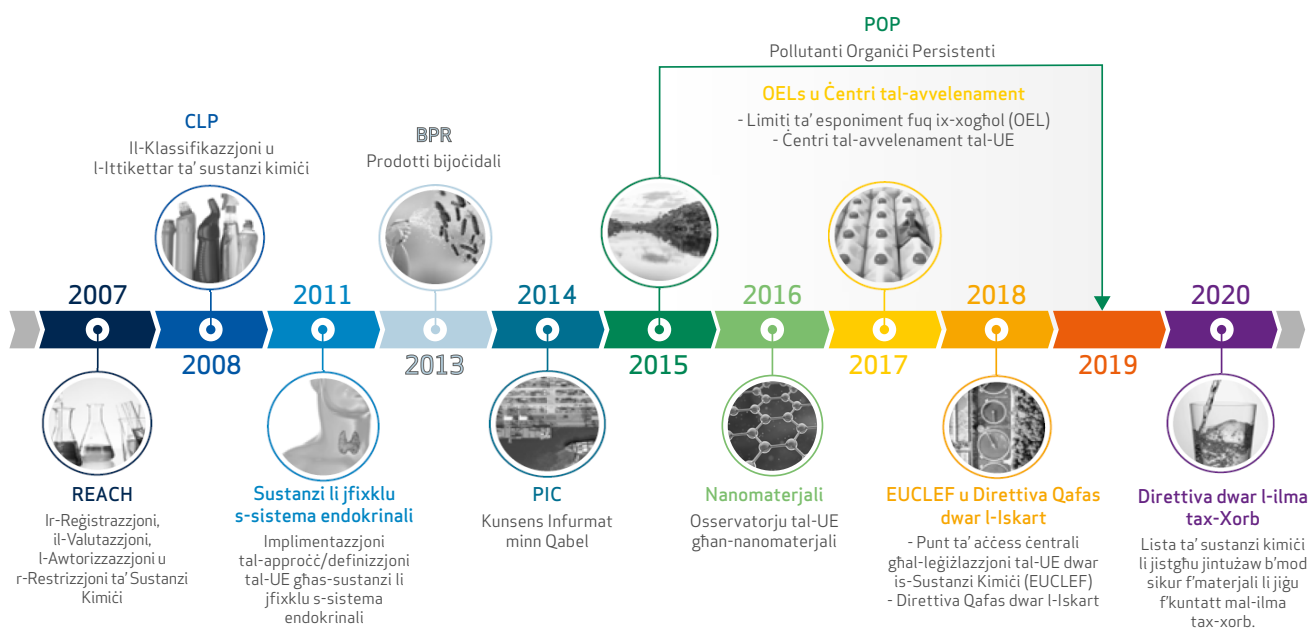 POP
Pollutanti Organiċi Persistenti
OELs u Ċentri tal-avvelenament
- Limiti ta' esponiment fuq ix-xogħol (OEL)
- Ċentri tal-avvelenament tal-UE
CLP
Il-Klassifikazzjoni u
l-Ittikettar ta' sustanzi kimiċi
BPR
Prodotti bijoċidali
2007
2011
2014
2016
2018
2020
2008
2013
2015
2017
2019
REACH
Ir-Reġistrazzjoni,
il-Valutazzjoni,
l-Awtorizzazzjoni u
r-Restrizzjoni ta' Sustanzi
Kimiċi
Sustanzi li jfixklu
s-sistema endokrinali
Implimentazzjoni
tal-approċċ/definizzjoni
tal-UE għas-sustanzi li
jfixklu s-sistema
endokrinali
PIC
Kunsens Infurmat
minn Qabel
Nanomaterjali
Osservatorju tal-UE
għan-nanomaterjali
EUCLEF u Direttiva Qafas
dwar l-Iskart
- Punt ta' aċċess ċentrali
għal-leġiżlazzjoni tal-UE dwar
is-Sustanzi Kimiċi (EUCLEF)
- Direttiva Qafas dwar l-Iskart
Direttiva dwar l-ilma
tax-Xorb
Lista ta' sustanzi kimiċi
li jistgħu jintużaw b'mod
sikur f'materjali li jiġu
f'kuntatt mal-ilma
tax-xorb.